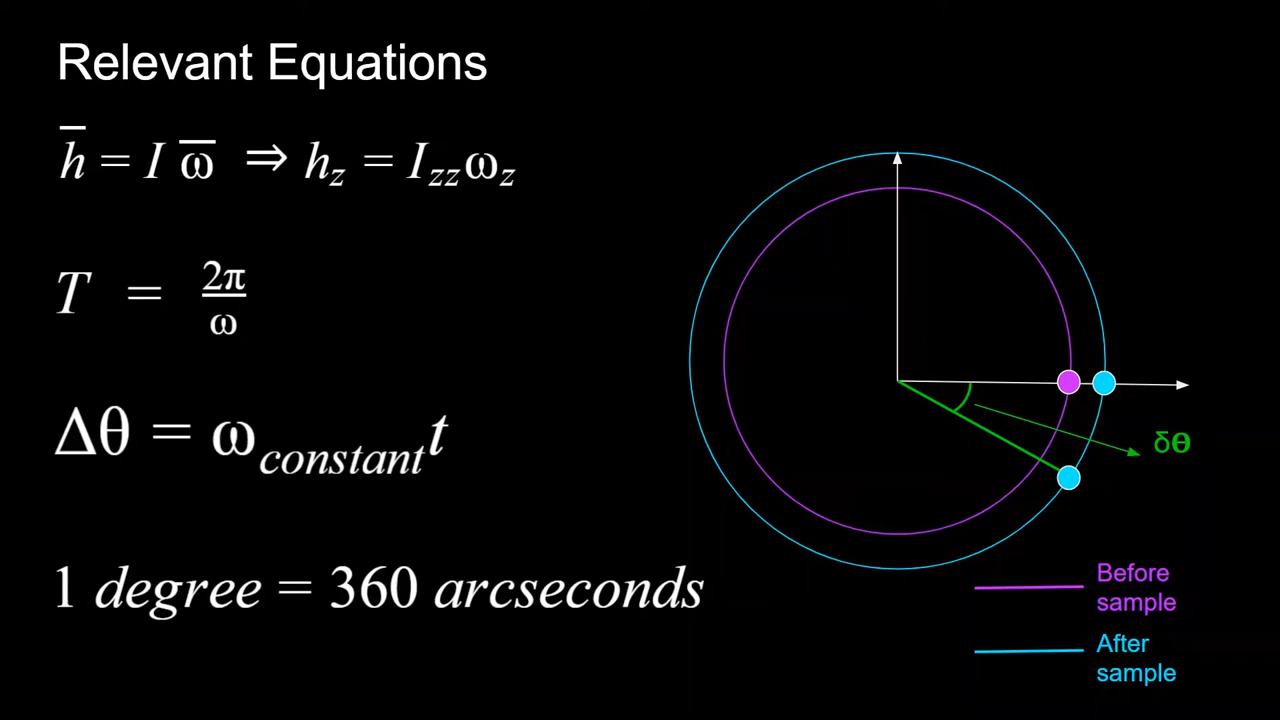 Relevant Equations
h̅ = I ω̅ ⇒ h_z = I_zz ω_z
T = 2π/ω
Δθ = ω_constant t
1 degree = 360 arcseconds
δΘ
Before
sample
After
sample